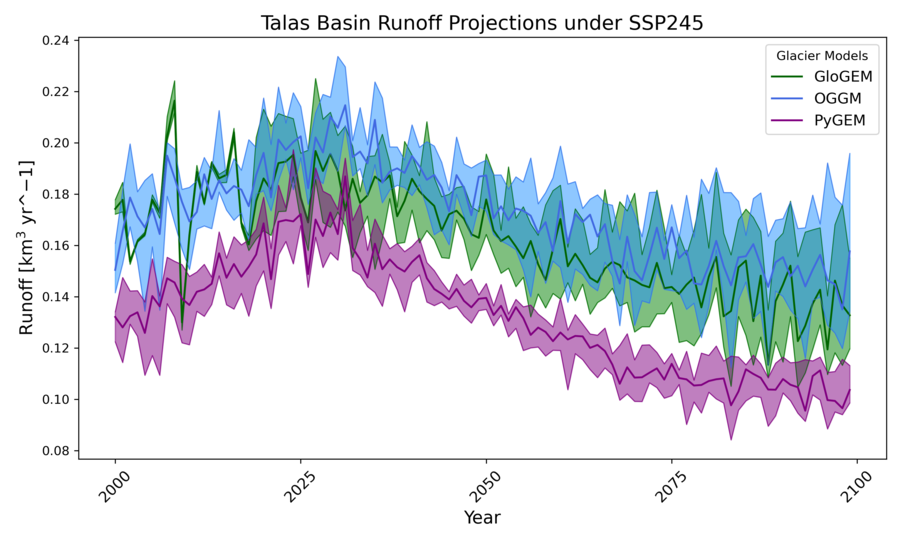 Talas Basin Runoff Projections under SSP245
Runoff [km³ yr^−1]
0.24
0.22
0.20
0.18
0.16
0.14
0.12
0.10
0.08
Glacier Models
GloGEM
OGGM
PyGEM
2000
2025
2050
2075
2100
Year